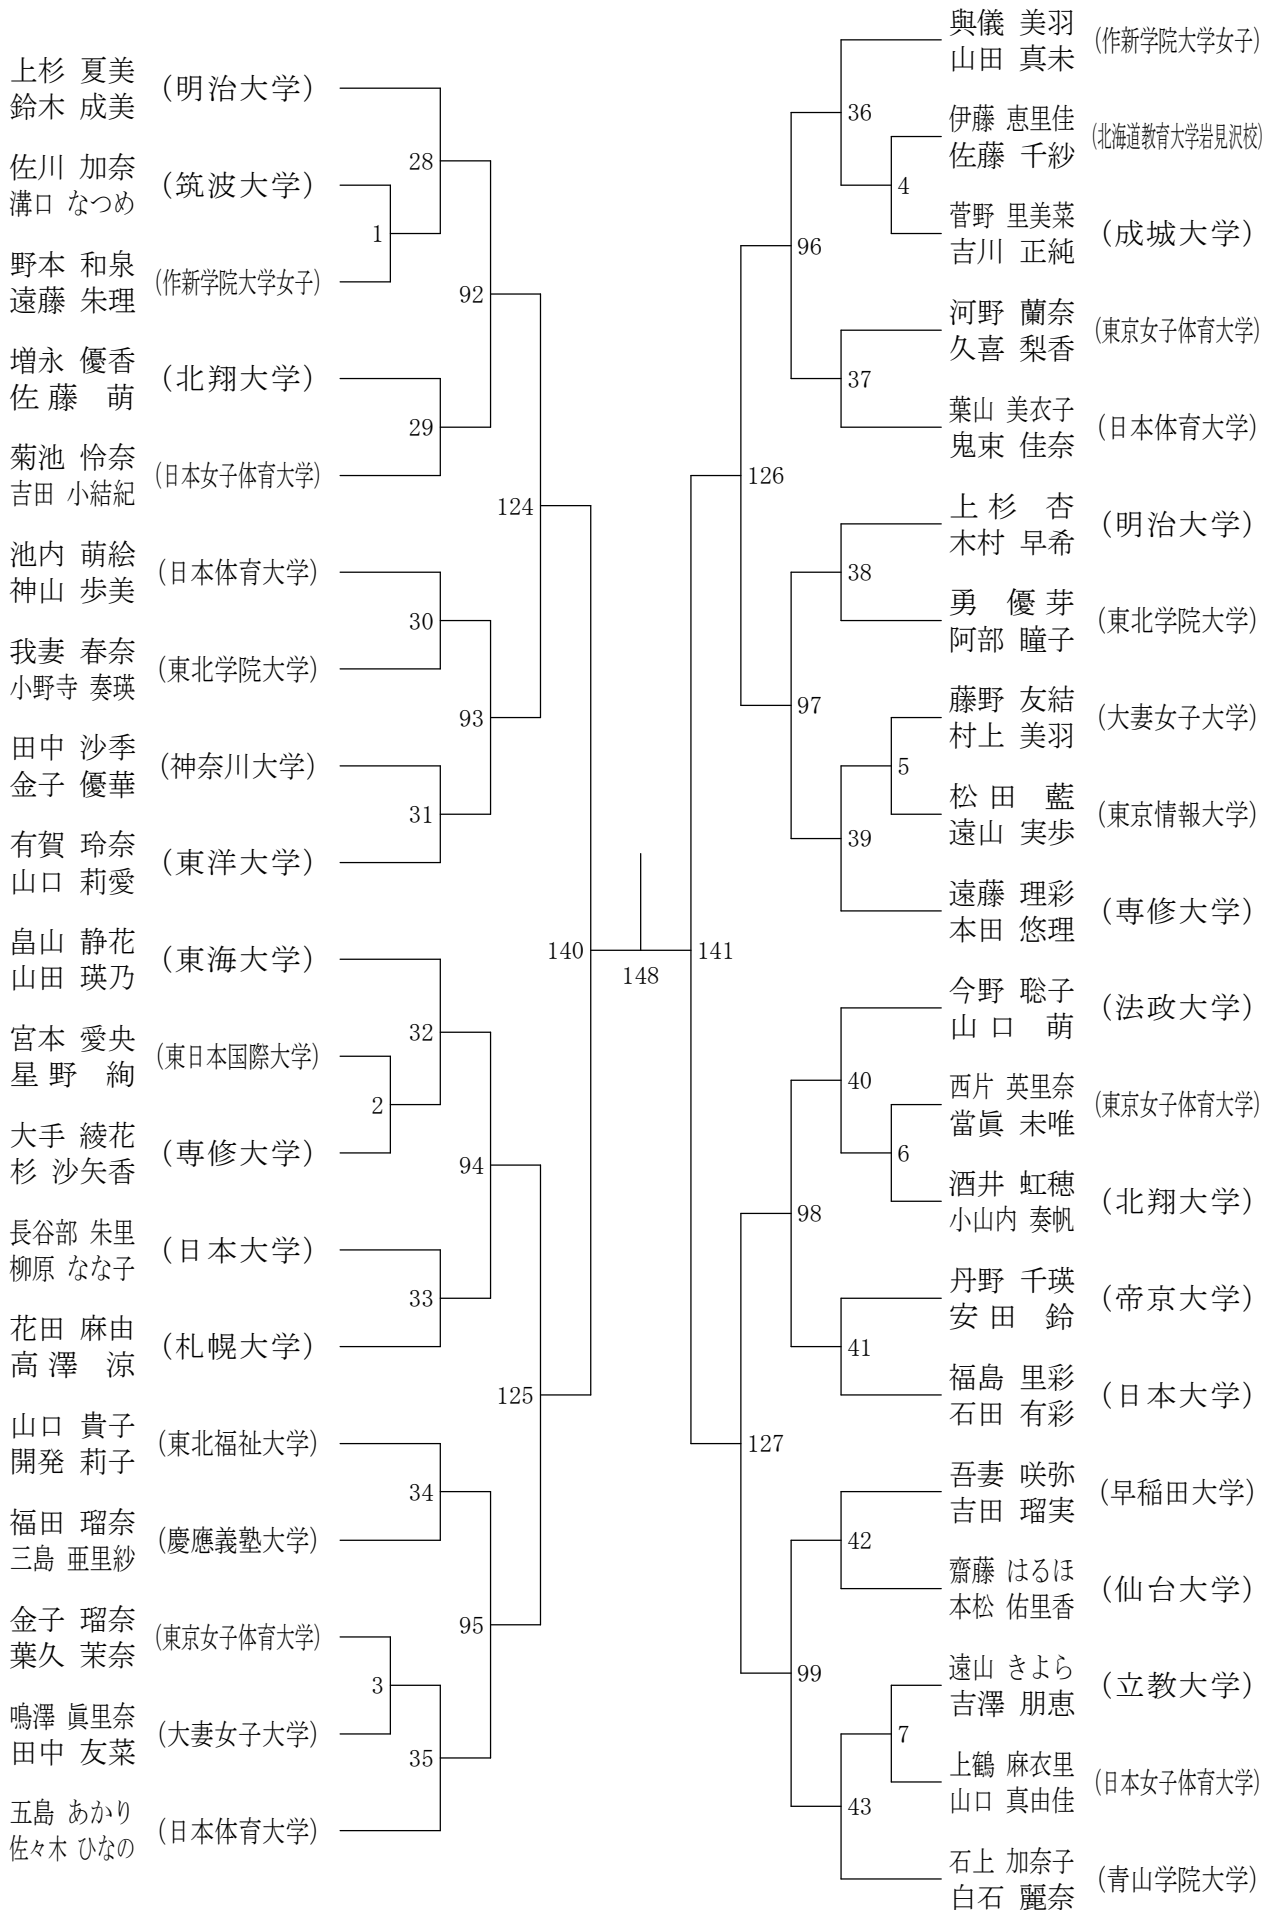 上杉 夏美
鈴木 成美
(明治大学)
佐川 加奈
溝口 なつめ
(筑波大学)
野本 和泉
遠藤 朱理
(作新学院大学女子)
増永 優香
佐藤 萌
(北翔大学)
菊池 怜奈
吉田 小結紀
(日本女子体育大学)
池内 萌絵
神山 歩美
(日本体育大学)
我妻 春奈
小野寺 奏瑛
(東北学院大学)
田中 沙季
金子 優華
(神奈川大学)
有賀 玲奈
山口 莉愛
(東洋大学)
畠山 静花
山田 瑛乃
(東海大学)
宮本 愛央
星野 絢
(東日本国際大学)
大手 綾花
杉 沙矢香
(専修大学)
長谷部 朱里
柳原 なな子
(日本大学)
花田 麻由
高澤 涼
(札幌大学)
山口 貴子
開発 莉子
(東北福祉大学)
福田 瑠奈
三島 亜里紗
(慶應義塾大学)
金子 瑠奈
葉久 茉奈
(東京女子体育大学)
鳴澤 眞里奈
田中 友菜
(大妻女子大学)
五島 あかり
佐々木 ひなの
(日本体育大学)
1
2
3
28
29
30
31
32
33
34
35
92
93
94
95
124
125
140
148
141
126
127
96
97
98
99
36
37
38
39
40
41
42
43
4
5
6
7
與儀 美羽
山田 真未
(作新学院大学女子)
伊藤 恵里佳
佐藤 千紗
(北海道教育大学岩見沢校)
菅野 里美菜
吉川 正純
(成城大学)
河野 蘭奈
久喜 梨香
(東京女子体育大学)
葉山 美衣子
鬼束 佳奈
(日本体育大学)
上杉 杏
木村 早希
(明治大学)
勇 優芽
阿部 瞳子
(東北学院大学)
藤野 友結
村上 美羽
(大妻女子大学)
松田 藍
遠山 実歩
(東京情報大学)
遠藤 理彩
本田 悠理
(専修大学)
今野 聡子
山口 萌
(法政大学)
西片 英里奈
當眞 未唯
(東京女子体育大学)
酒井 虹穂
小山内 奏帆
(北翔大学)
丹野 千瑛
安田 鈴
(帝京大学)
福島 里彩
石田 有彩
(日本大学)
吾妻 咲弥
吉田 瑠実
(早稲田大学)
齋藤 はるほ
本松 佑里香
(仙台大学)
遠山 きよら
吉澤 朋恵
(立教大学)
上鶴 麻衣里
山口 真由佳
(日本女子体育大学)
石上 加奈子
白石 麗奈
(青山学院大学)